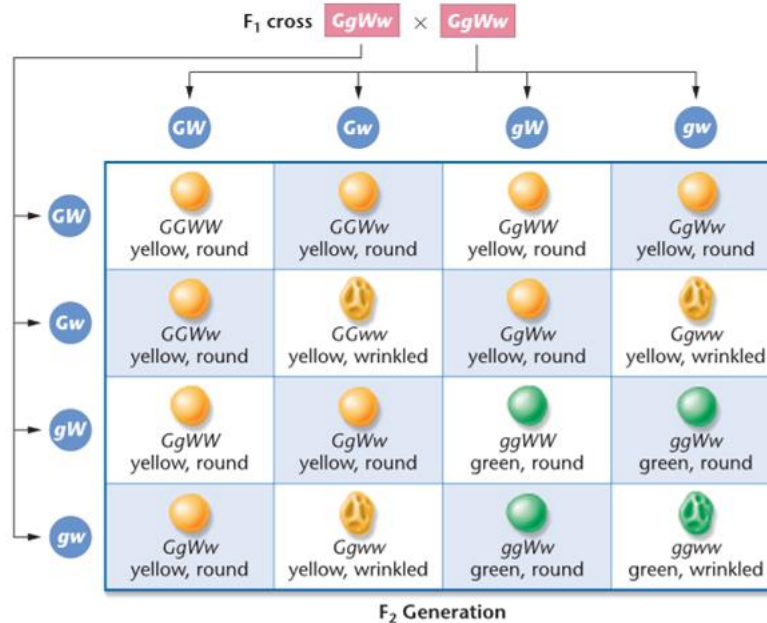 F1 cross GgWw × GgWw
GW Gw gW gw
GW
GGWW GGWw GgWW GgWw
yellow, round yellow, round yellow, round yellow, round
Gw
GGWw GGww GgWw Ggww
yellow, round yellow, wrinkled yellow, round yellow, wrinkled
gW
GgWW GgWw ggWW ggWw
yellow, round yellow, round green, round green, round
gw
GgWw Ggww ggWw ggww
yellow, round yellow, wrinkled green, round green, wrinkled
F2 Generation